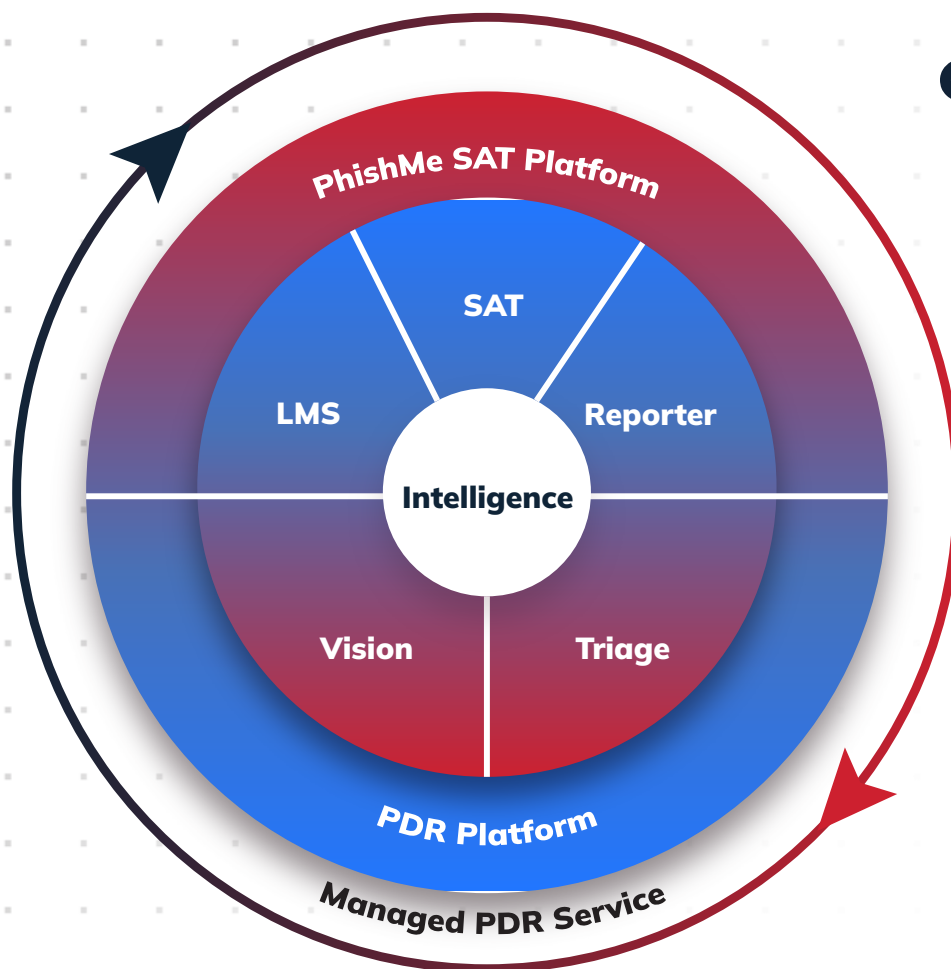 PhishMe SAT Platform
SAT
LMS
Reporter
Intelligence
Vision
Triage
PDR Platform
Managed PDR Service